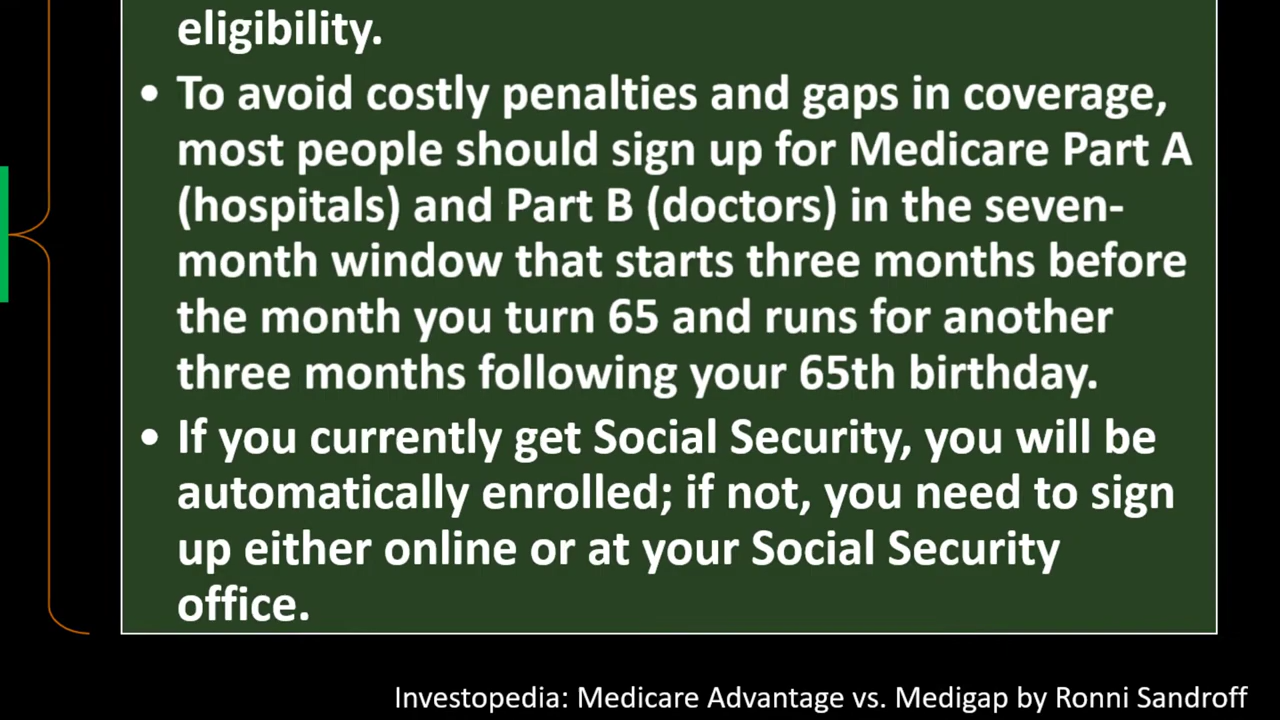 eligibility.
• To avoid costly penalties and gaps in coverage,
most people should sign up for Medicare Part A
(hospitals) and Part B (doctors) in the seven-
month window that starts three months before
the month you turn 65 and runs for another
three months following your 65th birthday.
• If you currently get Social Security, you will be
automatically enrolled; if not, you need to sign
up either online or at your Social Security
office.
Investopedia: Medicare Advantage vs. Medigap by Ronni Sandroff